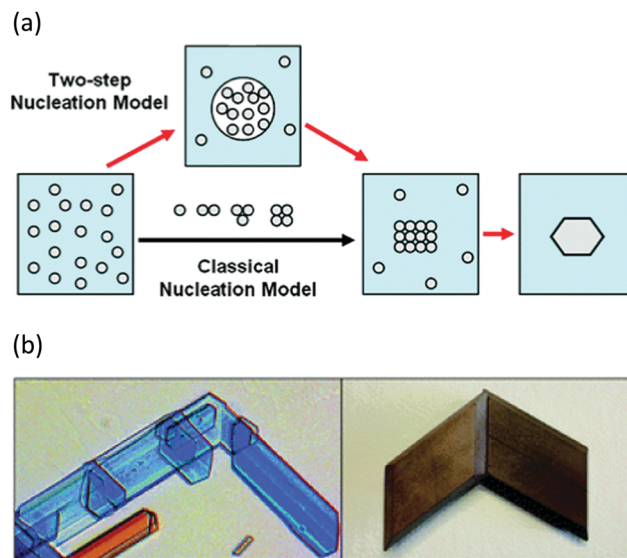 (a)
Two-step
Nucleation Model
Classical
Nucleation Model
(b)